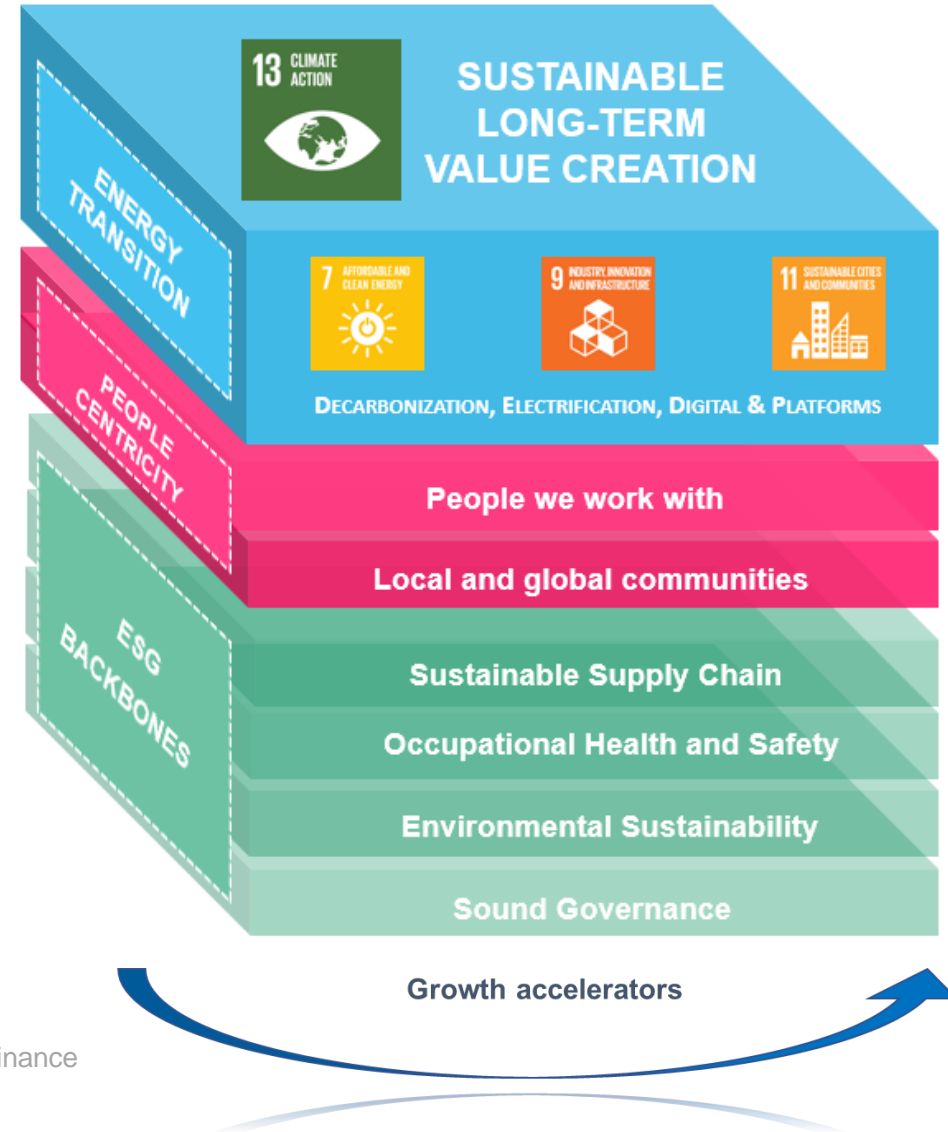 13 CLIMATE
ACTION
SUSTAINABLE
LONG-TERM
VALUE CREATION
ENERGY
TRANSITION
7 AFFORDABLE AND
CLEAN ENERGY
9 INDUSTRY, INNOVATION
AND INFRASTRUCTURE
11 SUSTAINABLE CITIES
AND COMMUNITIES
DECARBONIZATION, ELECTRIFICATION, DIGITAL & PLATFORMS
PEOPLE
CENTRICITY
People we work with
Local and global communities
ESG
BACKBONES
Sustainable Supply Chain
Occupational Health and Safety
Environmental Sustainability
Sound Governance
Growth accelerators
inance